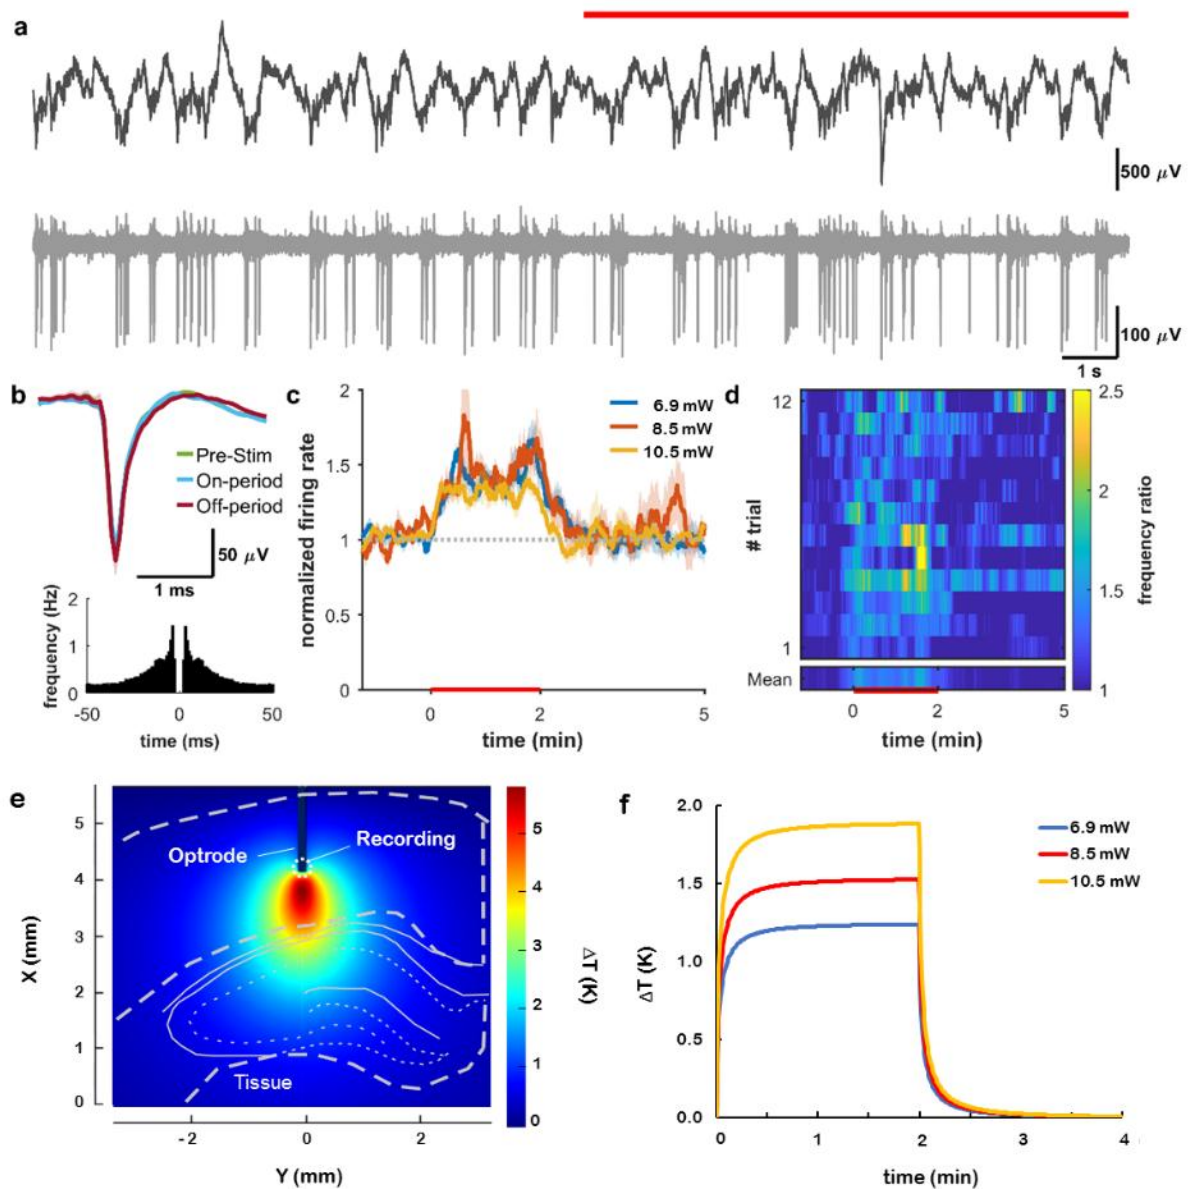 a
500 μV
100 μV
1 s
b
Pre-Stim
On-period
Off-period
50 μV
1 ms
frequency (Hz)
2
1
0
-50
0
50
time (ms)
c
normalized firing rate
2
1.5
1
0.5
0
6.9 mW
8.5 mW
10.5 mW
0
2
5
time (min)
d
# trial
12
1
Mean
0
2
5
time (min)
2.5
2
1.5
1
frequency ratio
e
X (mm)
5
4
3
2
1
0
Optrode
Recording
Tissue
-2
0
2
Y (mm)
5
4
3
2
1
0
ΔT (K)
f
ΔT (K)
2.0
1.5
1.0
0.5
0.0
6.9 mW
8.5 mW
10.5 mW
0
1
2
3
4
time (min)